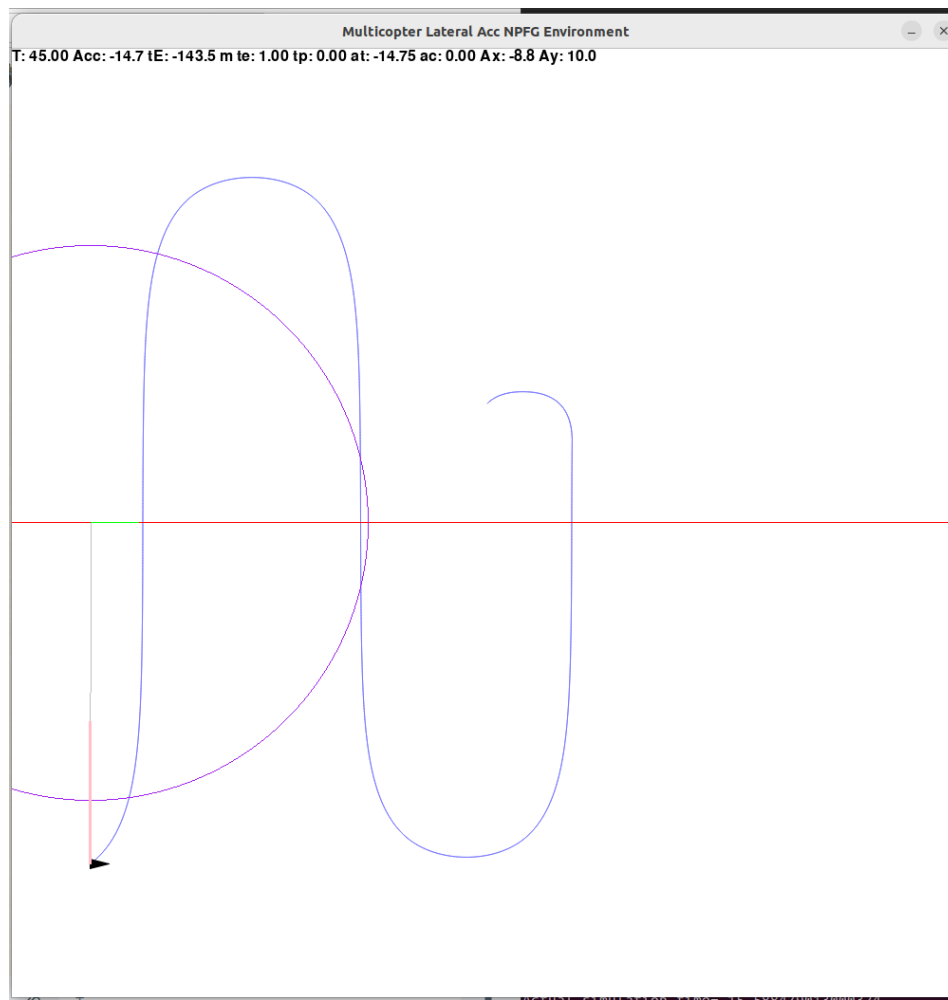 Multicopter Lateral Acc NPFG Environment
T: 45.00 Acc: -14.7 tE: -143.5 m te: 1.00 tp: 0.00 at: -14.75 ac: 0.00 Ax: -8.8 Ay: 10.0